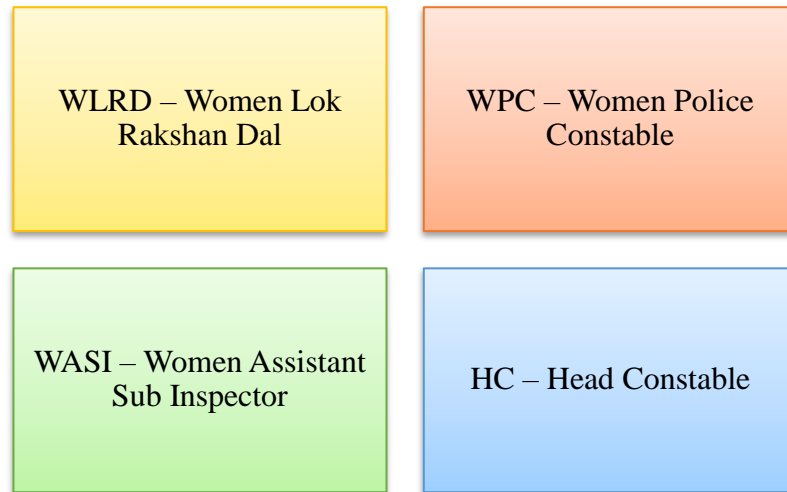 WLRD – Women Lok
Rakshan Dal
WPC – Women Police
Constable
WASI – Women Assistant
Sub Inspector
HC – Head Constable